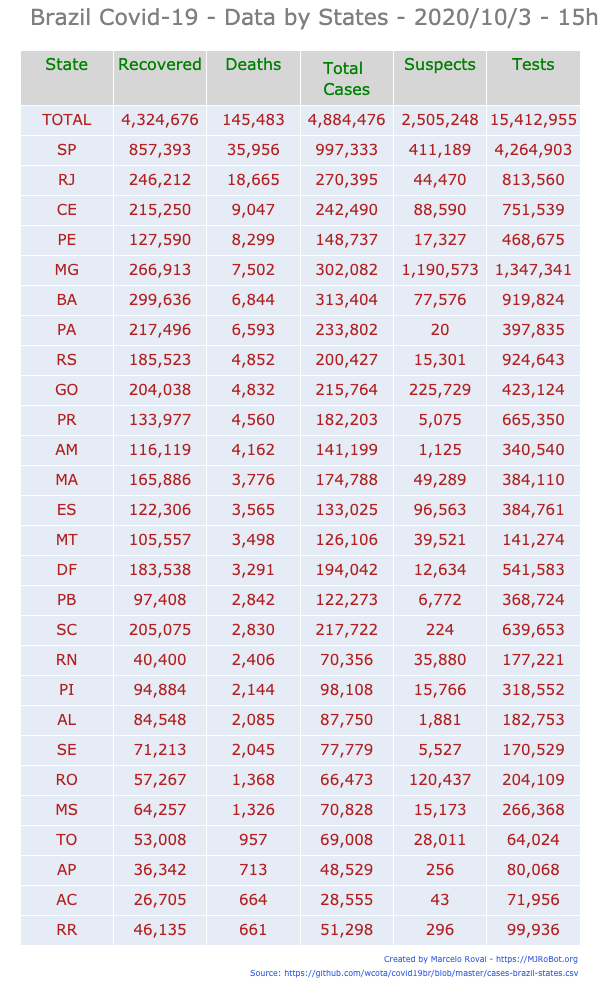 Brazil Covid-19 - Data by States - 2020/10/3 - 15h
State Recovered Deaths Total Cases Suspects Tests
TOTAL 4,324,676 145,483 4,884,476 2,505,248 15,412,955
SP 857,393 35,956 997,333 411,189 4,264,903
RJ 246,212 18,665 270,395 44,470 813,560
CE 215,250 9,047 242,490 88,590 751,539
PE 127,590 8,299 148,737 17,327 468,675
MG 266,913 7,502 302,082 1,190,573 1,347,341
BA 299,636 6,844 313,404 77,576 919,824
PA 217,496 6,593 233,802 20 397,835
RS 185,523 4,852 200,427 15,301 924,643
GO 204,038 4,832 215,764 225,729 423,124
PR 133,977 4,560 182,203 5,075 665,350
AM 116,119 4,162 141,199 1,125 340,540
MA 165,886 3,776 174,788 49,289 384,110
ES 122,306 3,565 133,025 96,563 384,761
MT 105,557 3,498 126,106 39,521 141,274
DF 183,538 3,291 194,042 12,634 541,583
PB 97,408 2,842 122,273 6,772 368,724
SC 205,075 2,830 217,722 224 639,653
RN 40,400 2,406 70,356 35,880 177,221
PI 94,884 2,144 98,108 15,766 318,552
AL 84,548 2,085 87,750 1,881 182,753
SE 71,213 2,045 77,779 5,527 170,529
RO 57,267 1,368 66,473 120,437 204,109
MS 64,257 1,326 70,828 15,173 266,368
TO 53,008 957 69,008 28,011 64,024
AP 36,342 713 48,529 256 80,068
AC 26,705 664 28,555 43 71,956
RR 46,135 661 51,298 296 99,936
Created by Marcelo Rovai - https://MJRoBot.org
Source: https://github.com/wcota/covid19br/blob/master/cases-brazil-states.csv